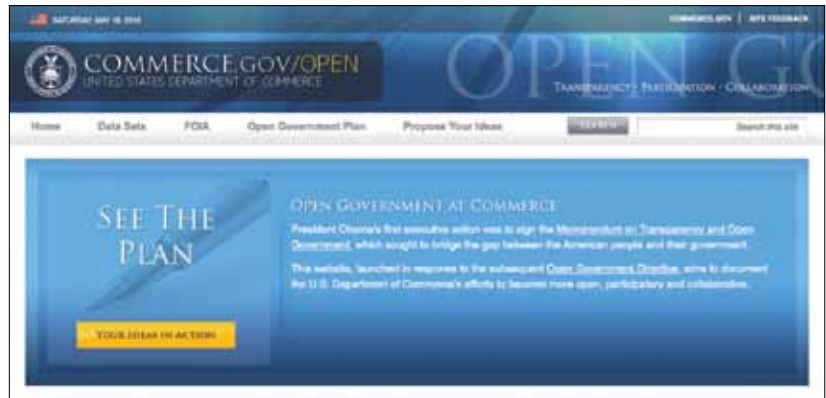 SATURDAY, MAY 15, 2010
COMMERCE.GOV | SITE FEEDBACK
COMMERCE.GOV/OPEN
UNITED STATES DEPARTMENT OF COMMERCE
OPEN GO
TRANSPARENCY · PARTICIPATION · COLLABORATION
Home Data Sets FOIA Open Government Plan Propose Your Ideas SEARCH Search this site
SEE THE
PLAN
YOUR IDEAS IN ACTION
OPEN GOVERNMENT AT COMMERCE
President Obama's first executive action was to sign the Memorandum on Transparency and Open
Government, which sought to bridge the gap between the American people and their government.
This website, launched in response to the subsequent Open Government Directive, aims to document
the U.S. Department of Commerce's efforts to become more open, participatory and collaborative.